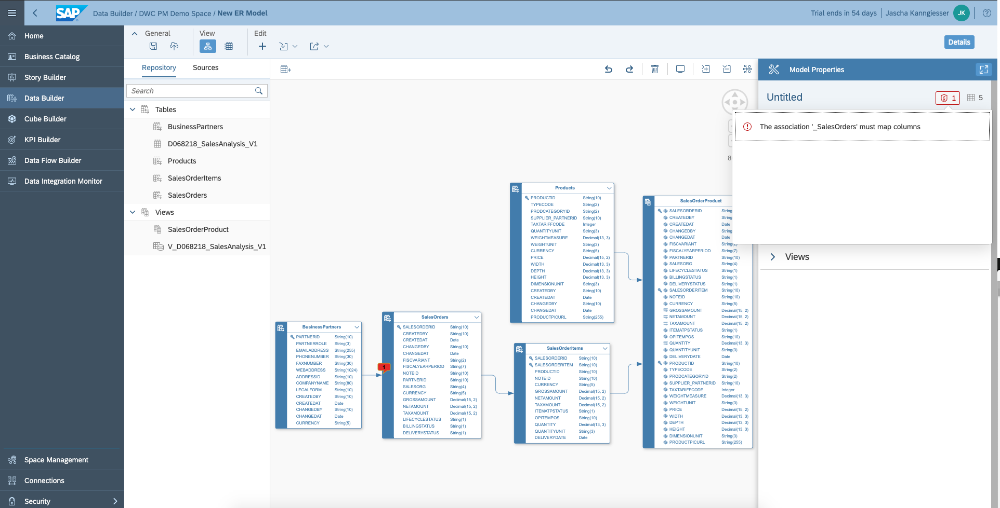 SAP
Data Builder / DWC PM Demo Space / New ER Model
Trial ends in 54 days
Jascha Kanngiesser
JK
Home
Business Catalog
Story Builder
Data Builder
Cube Builder
KPI Builder
Data Flow Builder
Data Integration Monitor
Space Management
Connections
Security
General
View
Edit
Details
Repository
Sources
Search
Tables
BusinessPartners
D068218_SalesAnalysis_V1
Products
SalesOrderItems
SalesOrders
Views
SalesOrderProduct
V_D068218_SalesAnalysis_V1
BusinessPartners
PARTNERID String(10)
PARTNERROLE String(3)
EMAILADDRESS String(255)
PHONENUMBER String(30)
FAXNUMBER String(30)
WEBADDRESS String(1024)
ADDRESSID String(10)
COMPANYNAME String(80)
LEGALFORM String(10)
CREATEDBY String(10)
CREATEDAT Date
CHANGEDBY String(10)
CHANGEDAT Date
CURRENCY String(5)
1
SalesOrders
SALESORDERID String(10)
CREATEDBY String(10)
CREATEDAT Date
CHANGEDBY String(10)
CHANGEDAT Date
FISCVARIANT String(2)
FISCALYEARPERIOD String(7)
NOTEID String(10)
PARTNERID String(10)
SALESORG String(4)
CURRENCY String(5)
GROSSAMOUNT Decimal(15, 2)
NETAMOUNT Decimal(15, 2)
TAXAMOUNT Decimal(15, 2)
LIFECYCLESTATUS String(1)
BILLINGSTATUS String(1)
DELIVERYSTATUS String(1)
Products
PRODUCTID String(10)
TYPECODE String(2)
PRODCATEGORYID String(2)
SUPPLIER_PARTNERID String(10)
TAXTARIFFCODE Integer
QUANTITYUNIT String(3)
WEIGHTMEASURE Decimal(13, 3)
WEIGHTUNIT String(3)
CURRENCY String(5)
PRICE Decimal(15, 2)
WIDTH Decimal(13, 3)
DEPTH Decimal(13, 3)
HEIGHT Decimal(13, 3)
DIMENSIONUNIT String(3)
CREATEDBY String(10)
CREATEDAT Date
CHANGEDBY String(10)
CHANGEDAT Date
PRODUCTPICURL String(255)
SalesOrderItems
SALESORDERID String(10)
SALESORDERITEM String(10)
PRODUCTID String(10)
NOTEID String(10)
CURRENCY String(5)
GROSSAMOUNT Decimal(15, 2)
NETAMOUNT Decimal(15, 2)
TAXAMOUNT Decimal(15, 2)
ITEMATPSTATUS String(1)
OPITEMPOS String(10)
QUANTITY Decimal(13, 3)
QUANTITYUNIT String(3)
DELIVERYDATE Date
SalesOrderProduct
SALESORDERID String
CREATEDBY String
CREATEDAT Date
CHANGEDBY String
CHANGEDAT Date
FISCVARIANT String(2)
FISCALYEARPERIOD String(7)
PARTNERID String(10)
SALESORG String(4)
LIFECYCLESTATUS String(1)
BILLINGSTATUS String(1)
DELIVERYSTATUS String(1)
SALESORDERITEM String(10)
NOTEID String(10)
CURRENCY String(5)
GROSSAMOUNT Decimal(15, 2)
NETAMOUNT Decimal(15, 2)
TAXAMOUNT Decimal(15, 2)
ITEMATPSTATUS String(1)
OPITEMPOS String(10)
QUANTITY Decimal(13, 3)
QUANTITYUNIT String(3)
DELIVERYDATE Date
PRODUCTID String(10)
TYPECODE String(2)
PRODCATEGORYID String(2)
SUPPLIER_PARTNERID String(10)
TAXTARIFFCODE Integer
WEIGHTMEASURE Decimal(13, 3)
WEIGHTUNIT String(3)
PRICE Decimal(15, 2)
WIDTH Decimal(13, 3)
DEPTH Decimal(13, 3)
HEIGHT Decimal(13, 3)
DIMENSIONUNIT String(3)
PRODUCTPICURL String(255)
8
Model Properties
Untitled
1
5
The association '_SalesOrders' must map columns
Views